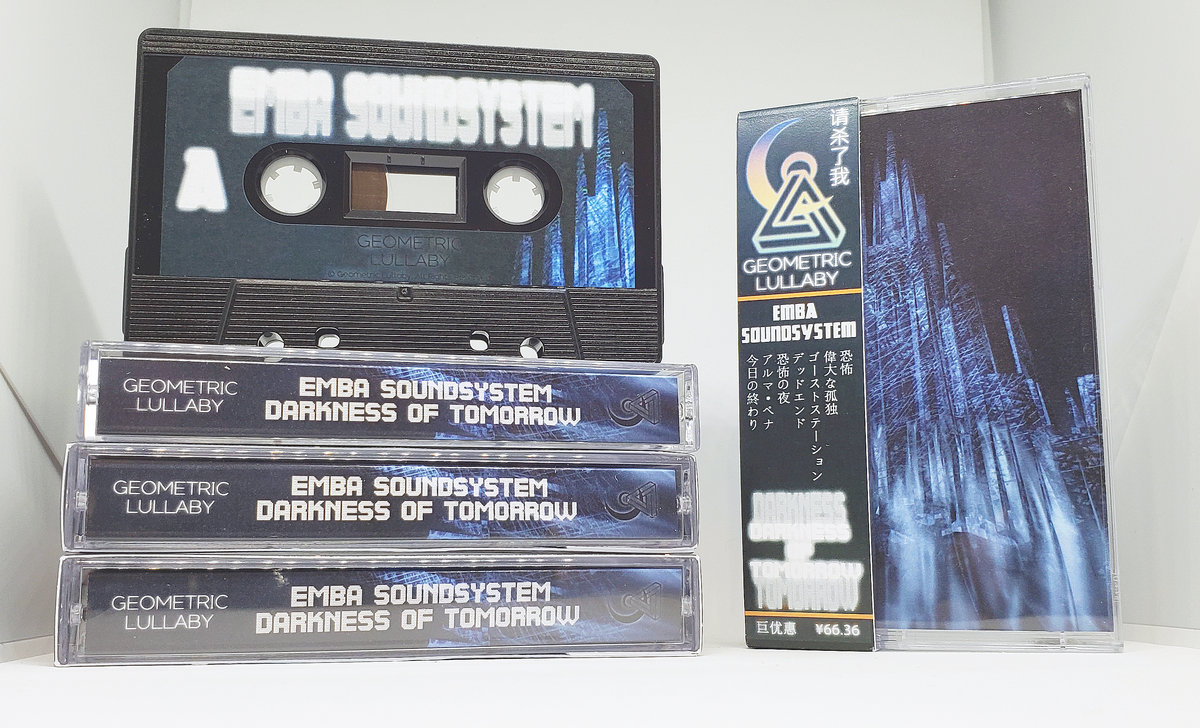 EMBA SOUNDSYSTEM
A
GEOMETRIC
LULLABY
© Geometric Lullaby
GEOMETRIC
LULLABY
EMBA SOUNDSYSTEM
DARKNESS OF TOMORROW
GEOMETRIC
LULLABY
EMBA SOUNDSYSTEM
DARKNESS OF TOMORROW
GEOMETRIC
LULLABY
EMBA SOUNDSYSTEM
DARKNESS OF TOMORROW
请杀了我
GEOMETRIC
LULLABY
EMBA
SOUNDSYSTEM
恐怖
偉大な孤独
ゴーストステーション
デッドエンド
恐怖の夜
アルマ・ペナ
今日の終わり
DARKNESS
OF
TOMORROW
巨优惠 ¥66.36